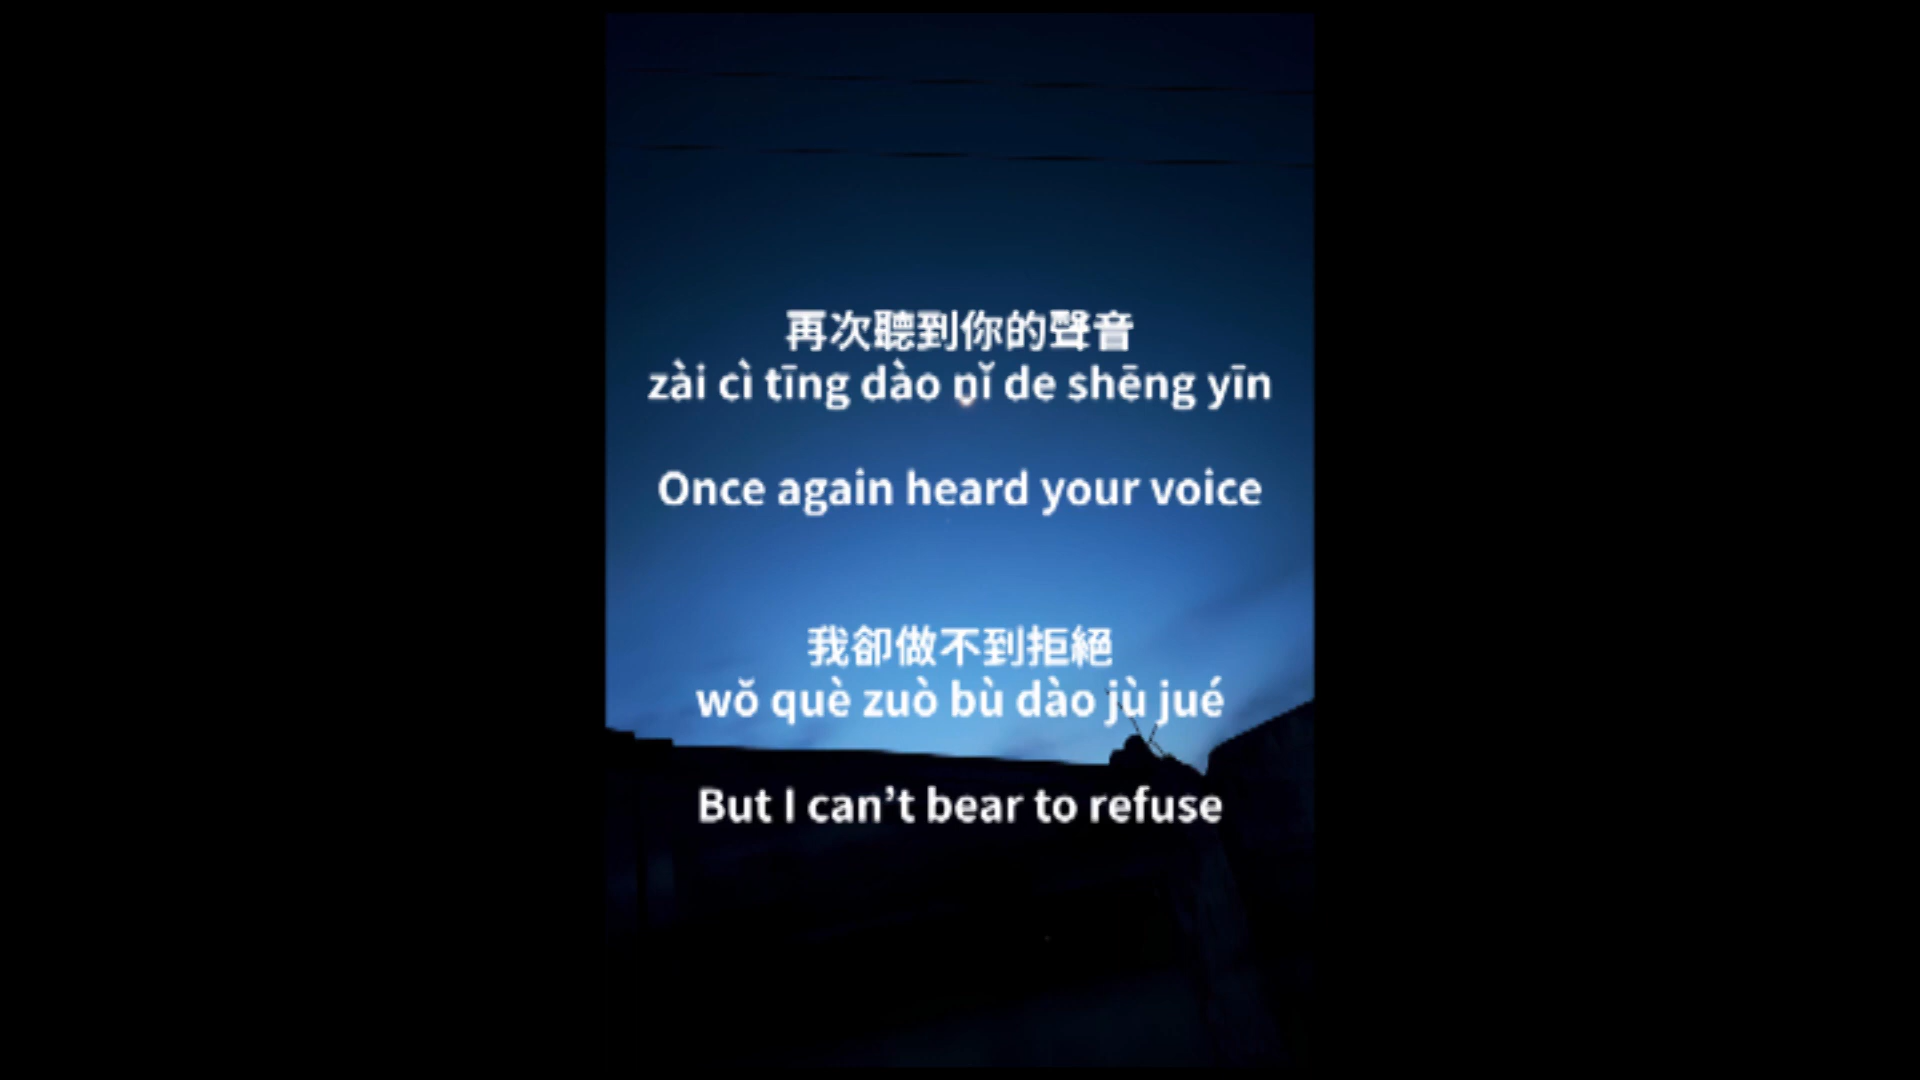 再次聽到你的聲音
zài cì tīng dào nǐ de shēng yīn
Once again heard your voice
我卻做不到拒絕
wǒ què zuò bù dào jù jué
But I can’t bear to refuse